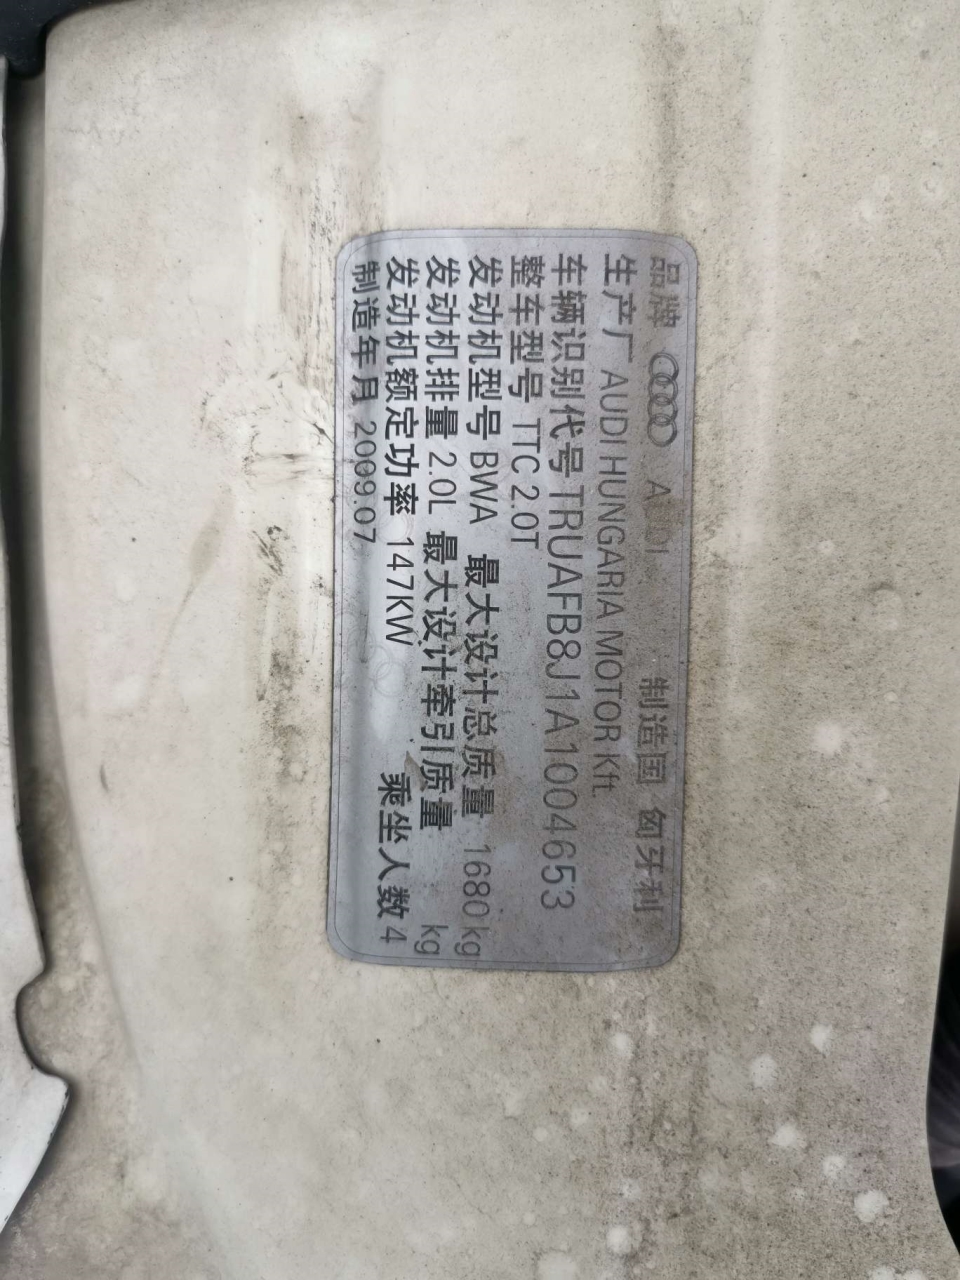 品牌 AUDI 制造国 匈牙利
生产厂 AUDI HUNGARIA MOTOR Kft.
车辆识别代号 TRUAFB8J1A1004653
整车型号 TTC 2.0T
发动机型号 BWA 最大设计总质量 1680kg
发动机排量 2.0L 最大设计牵引质量 kg
发动机额定功率 147KW 乘坐人数 4
制造年月 2009.07